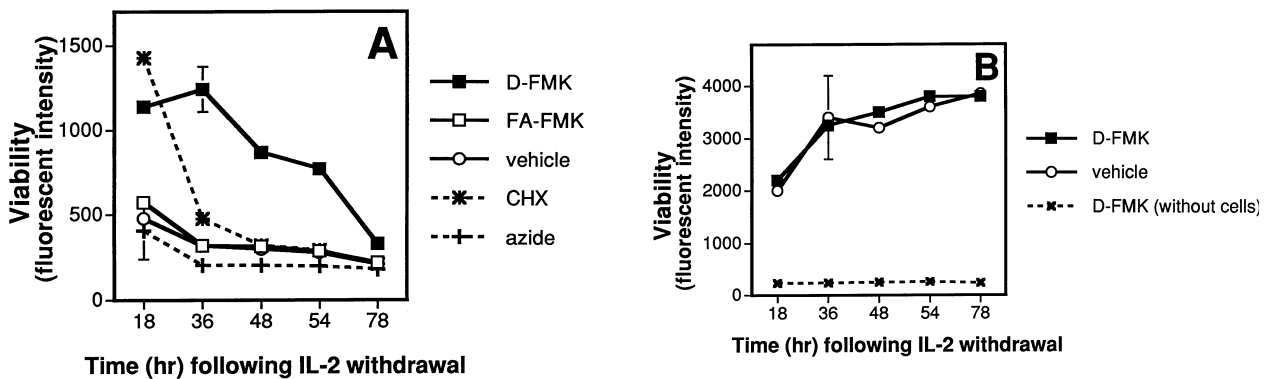 A
Viability
(fluorescent intensity)
1500
1000
500
0
18 36 48 54 78
Time (hr) following IL-2 withdrawal
D-FMK
FA-FMK
vehicle
CHX
azide
B
Viability
(fluorescent intensity)
4000
3000
2000
1000
0
18 36 48 54 78
Time (hr) following IL-2 withdrawal
D-FMK
vehicle
D-FMK (without cells)